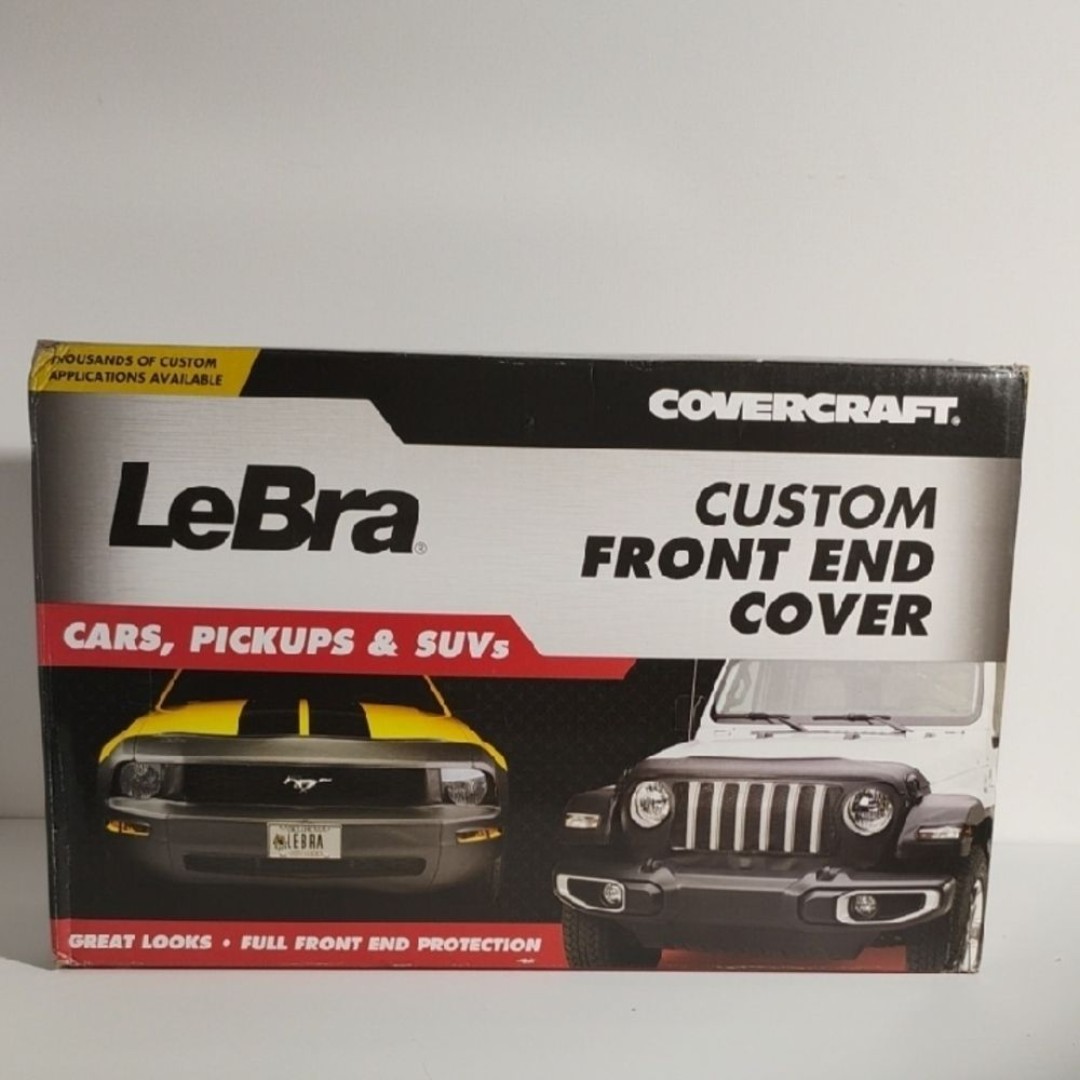 THOUSANDS OF CUSTOM
APPLICATIONS AVAILABLE
COVERCRAFT®
LeBra®
CUSTOM
FRONT END
COVER
CARS, PICKUPS & SUVs
LEBRA
GREAT LOOKS • FULL FRONT END PROTECTION